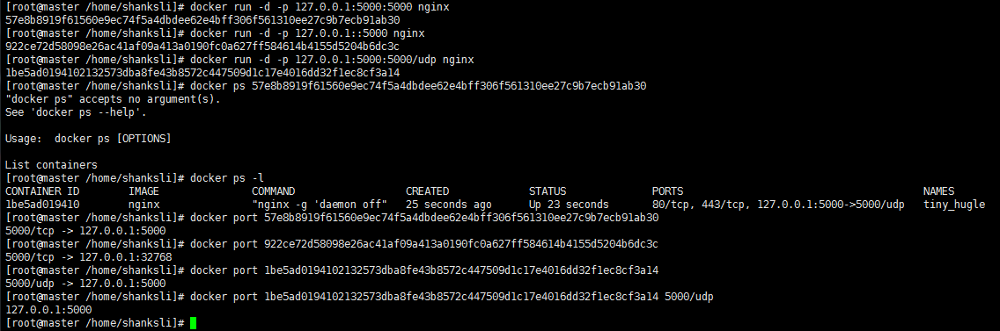 [root@master /home/shanksli]# docker run -d -p 127.0.0.1:5000:5000 nginx
57e8b8919f61560e9ec74f5a4dbdee62e4bff306f561310ee27c9b7ecb91ab30
[root@master /home/shanksli]# docker run -d -p 127.0.0.1::5000 nginx
922ce72d58098e26ac41af09a413a0190fc0a627ff584614b4155d5204b6dc3c
[root@master /home/shanksli]# docker run -d -p 127.0.0.1:5000:5000/udp nginx
1be5ad0194102132573dba8fe43b8572c447509d1c17e4016dd32f1ec8cf3a14
[root@master /home/shanksli]# docker ps 57e8b8919f61560e9ec74f5a4dbdee62e4bff306f561310ee27c9b7ecb91ab30
"docker ps" accepts no argument(s).
See 'docker ps --help'.
Usage:  docker ps [OPTIONS]
List containers
[root@master /home/shanksli]# docker ps -l
CONTAINER ID        IMAGE               COMMAND                  CREATED             STATUS              PORTS                                      NAMES
1be5ad019410        nginx               "nginx -g 'daemon off"   25 seconds ago      Up 23 seconds       80/tcp, 443/tcp, 127.0.0.1:5000->5000/udp   tiny_hugle
[root@master /home/shanksli]# docker port 57e8b8919f61560e9ec74f5a4dbdee62e4bff306f561310ee27c9b7ecb91ab30
5000/tcp -> 127.0.0.1:5000
[root@master /home/shanksli]# docker port 922ce72d58098e26ac41af09a413a0190fc0a627ff584614b4155d5204b6dc3c
5000/tcp -> 127.0.0.1:32768
[root@master /home/shanksli]# docker port 1be5ad0194102132573dba8fe43b8572c447509d1c17e4016dd32f1ec8cf3a14
5000/udp -> 127.0.0.1:5000
[root@master /home/shanksli]# docker port 1be5ad0194102132573dba8fe43b8572c447509d1c17e4016dd32f1ec8cf3a14 5000/udp
127.0.0.1:5000
[root@master /home/shanksli]#